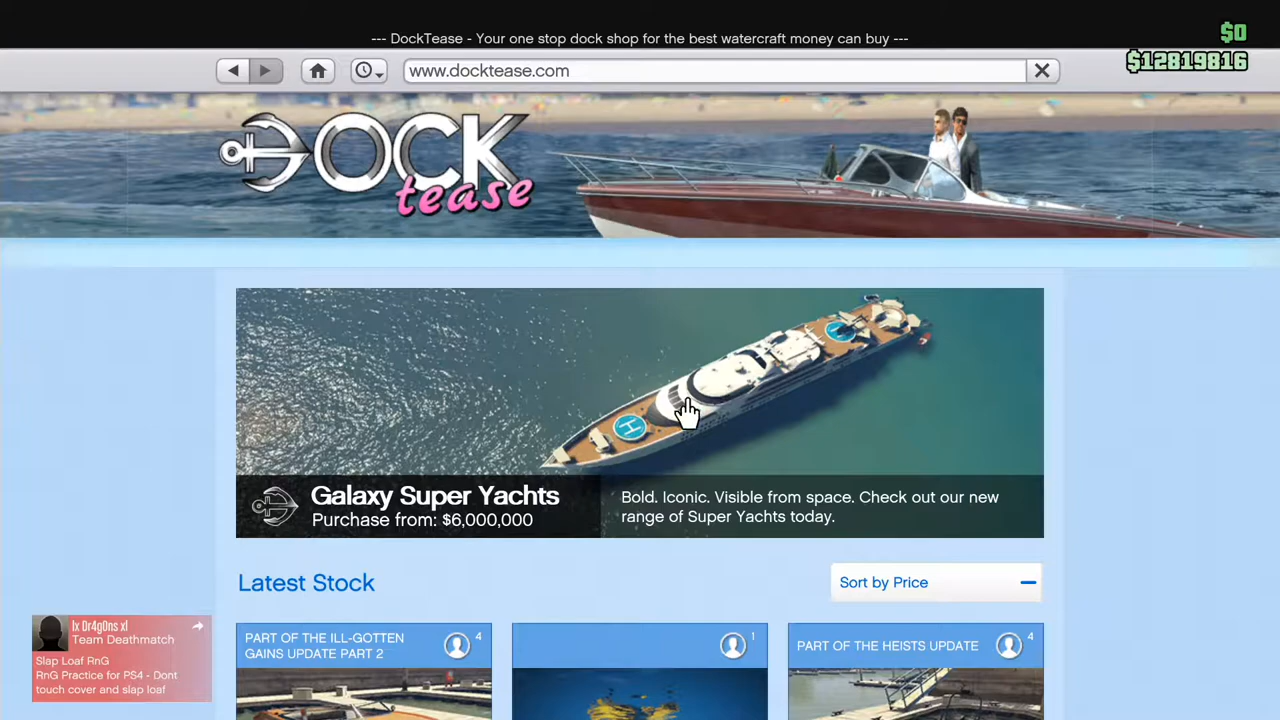 --- DockTease - Your one stop dock shop for the best watercraft money can buy ---
$0
$12819816
www.docktease.com
DOCK
tease
Galaxy Super Yachts
Purchase from: $6,000,000
Bold. Iconic. Visible from space. Check out our new
range of Super Yachts today.
H
Latest Stock
Sort by Price
PART OF THE ILL-GOTTEN
GAINS UPDATE PART 2
4
1
PART OF THE HEISTS UPDATE
4
lx Dr4g0ns xl
Team Deathmatch
Slap Loaf RnG
RnG Practice for PS4 - Dont
touch cover and slap loaf